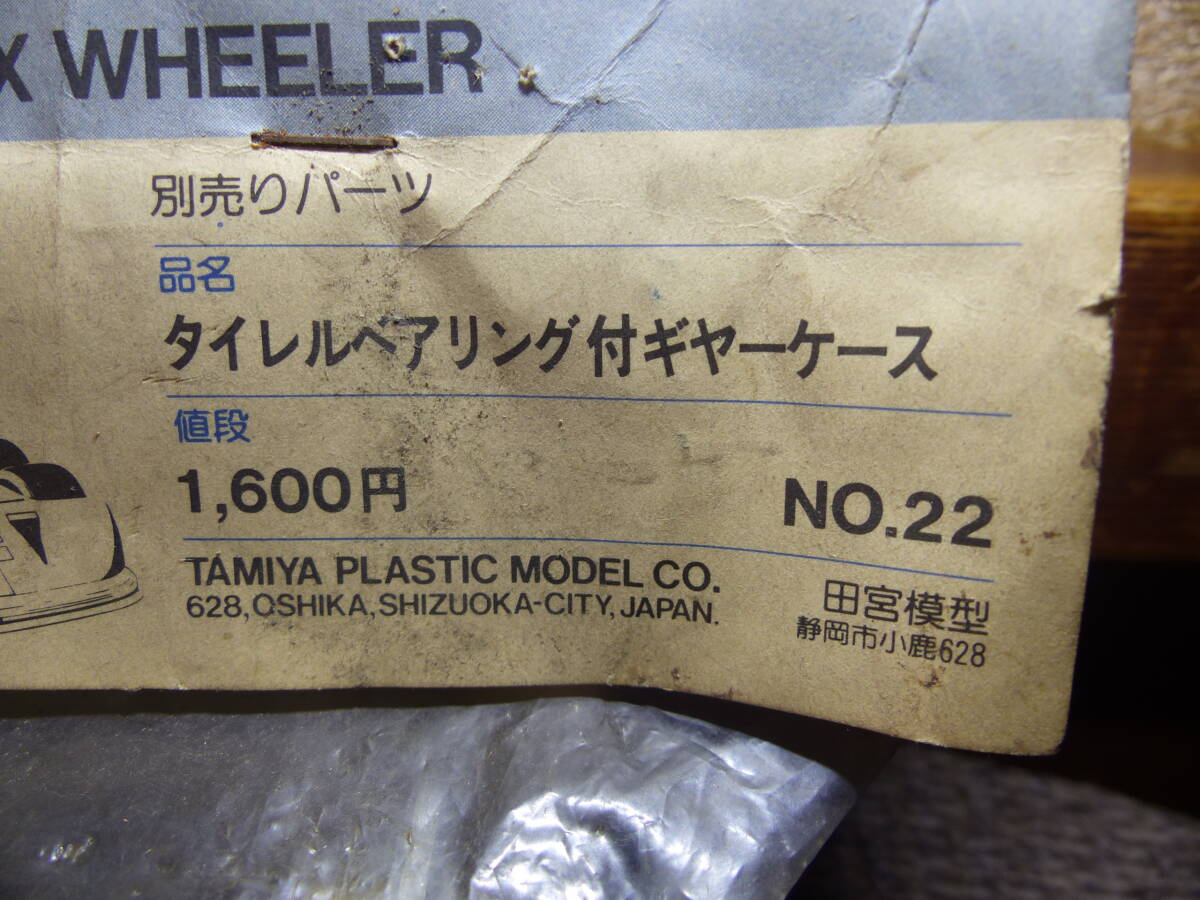 X WHEELER
別売りパーツ
品名
タイレルベアリング付ギヤーケース
値段
1,600円
NO.22
TAMIYA PLASTIC MODEL CO.
628, OSHIKA, SHIZUOKA-CITY, JAPAN.
田宮模型
静岡市小鹿628